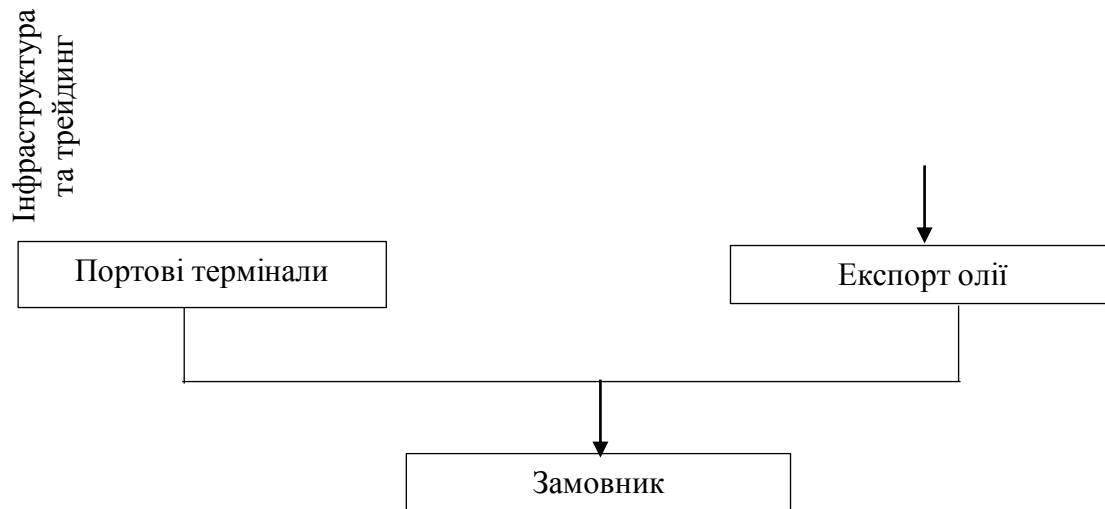 Інфраструктура
та трейдинг
Портові термінали
Експорт олії
Замовник